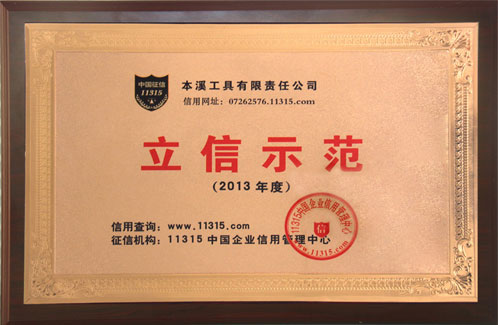 中国征信
11315
本溪工具有限责任公司
信用网址：07262576.11315.com
立信示范
（2013 年度）
信用查询：www.11315.com
征信机构：11315 中国企业信用管理中心
11315中国企业信用管理中心
信
www.11315.com